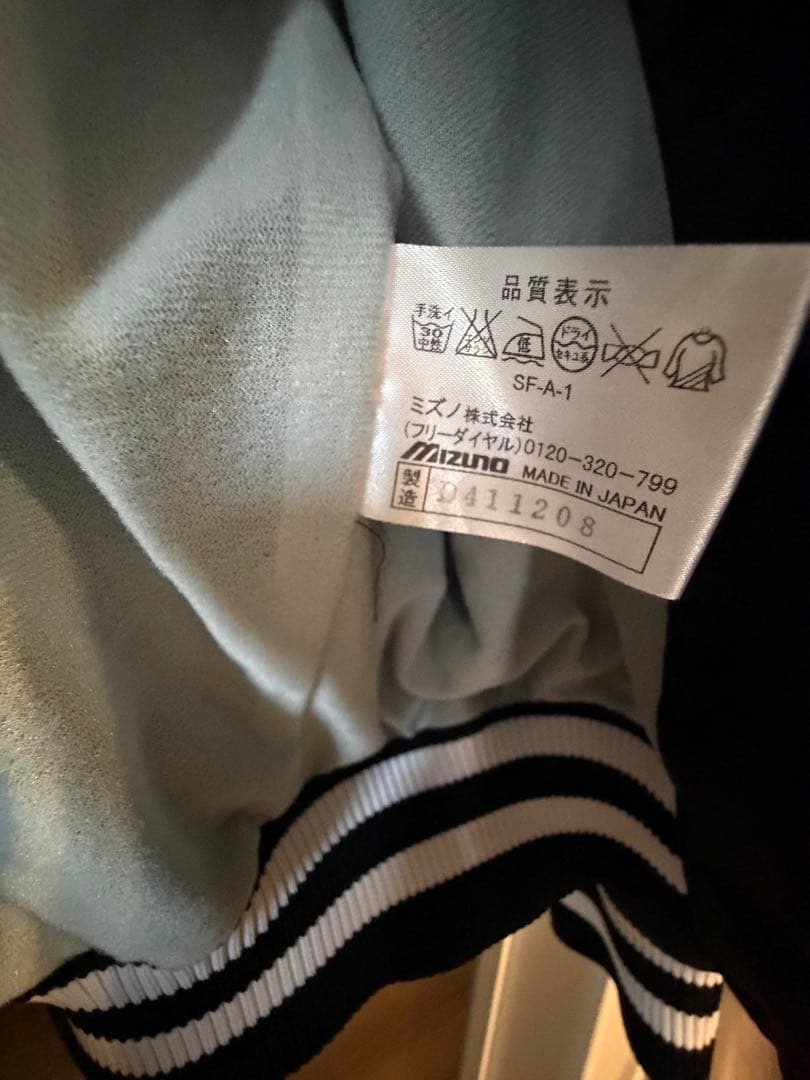 品質表示
手洗イ
30
中性
低
ドライ
セキユ系
SF-A-1
ミズノ株式会社
(フリーダイヤル)0120-320-799
MIZUNO MADE IN JAPAN
製造 D411208